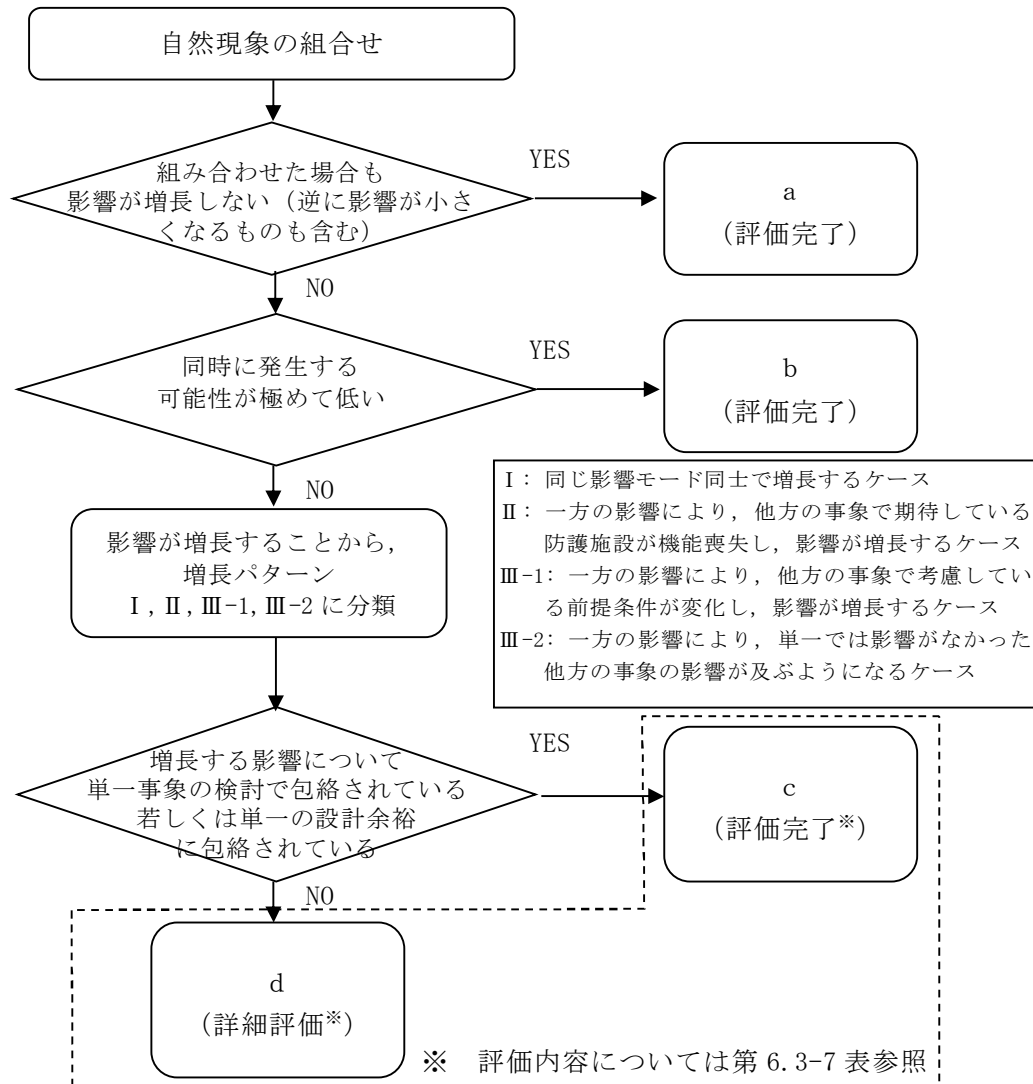 自然現象の組合せ
組み合わせた場合も
影響が増長しない（逆に影響が小さ
くなるものも含む）
YES
a
（評価完了）
NO
同時に発生する
可能性が極めて低い
YES
b
（評価完了）
NO
影響が増長することから，
増長パターン
Ⅰ，Ⅱ，Ⅲ-1，Ⅲ-2 に分類
Ⅰ： 同じ影響モード同士で増長するケース
Ⅱ： 一方の影響により，他方の事象で期待している
防護施設が機能喪失し，影響が増長するケース
Ⅲ-1： 一方の影響により，他方の事象で考慮してい
る前提条件が変化し，影響が増長するケース
Ⅲ-2： 一方の影響により，単一では影響がなかった
他方の事象の影響が及ぶようになるケース
増長する影響について
単一事象の検討で包絡されている
若しくは単一の設計余裕
に包絡されている
YES
c
（評価完了※）
NO
d
（詳細評価※）
※　評価内容については第 6.3-7 表参照